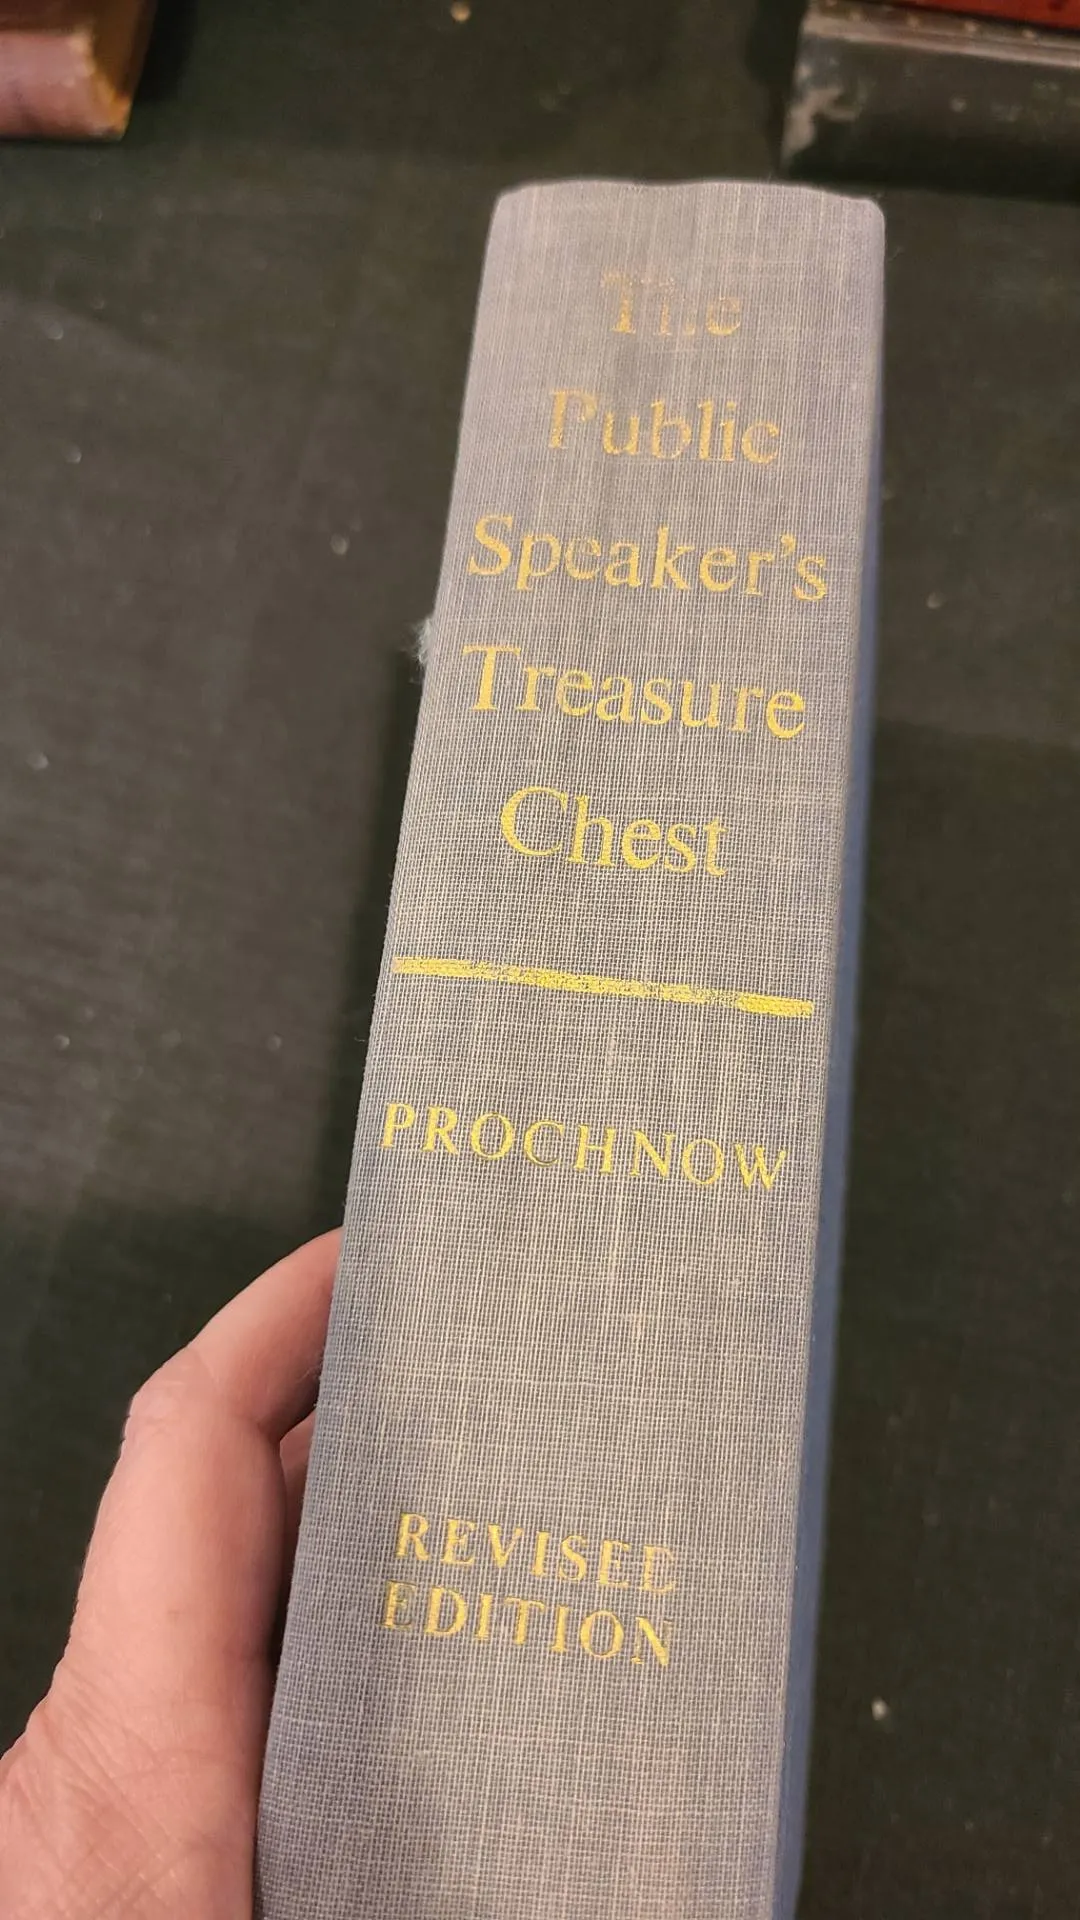 The
Public
Speaker's
Treasure
Chest
PROCHNOW
REVISED
EDITION